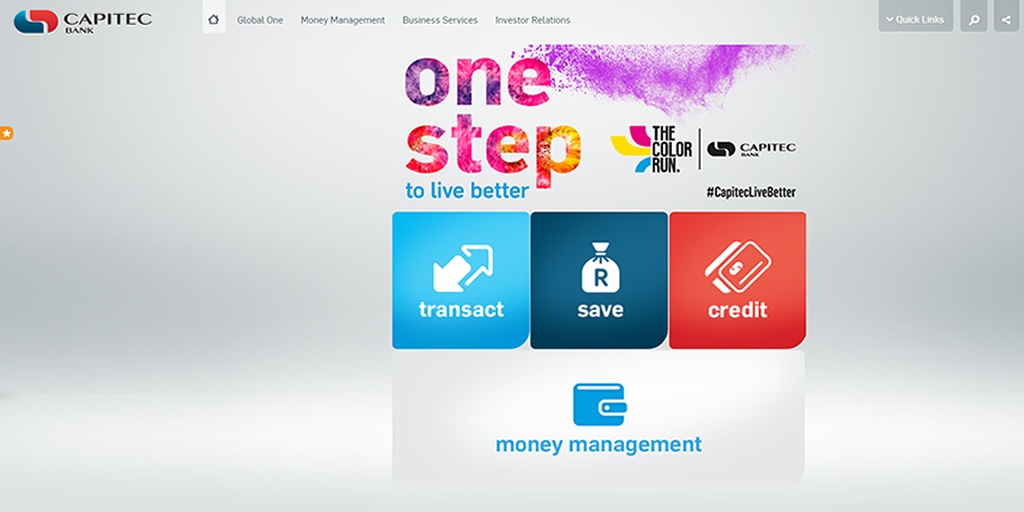 CAPITEC
BANK
Global One
Money Management
Business Services
Investor Relations
Quick Links
one
step
to live better
THE
COLOR
RUN.
CAPITEC
BANK
#CapitecLiveBetter
R
transact
save
credit
money management